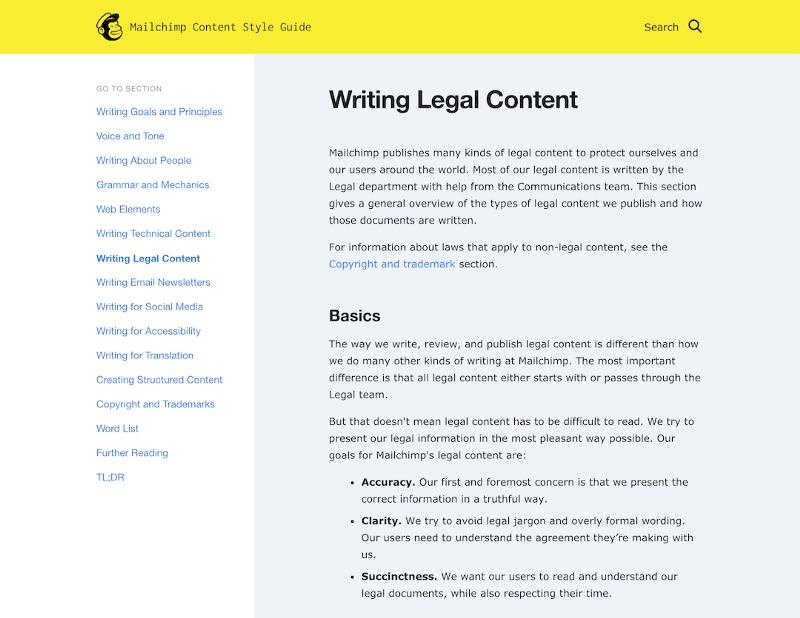 Mailchimp Content Style Guide
Search
GO TO SECTION
Writing Goals and Principles
Voice and Tone
Writing About People
Grammar and Mechanics
Web Elements
Writing Technical Content
Writing Legal Content
Writing Email Newsletters
Writing for Social Media
Writing for Accessibility
Writing for Translation
Creating Structured Content
Copyright and Trademarks
Word List
Further Reading
TL;DR
Writing Legal Content
Mailchimp publishes many kinds of legal content to protect ourselves and
our users around the world. Most of our legal content is written by the
Legal department with help from the Communications team. This section
gives a general overview of the types of legal content we publish and how
those documents are written.
For information about laws that apply to non-legal content, see the
Copyright and trademark section.
Basics
The way we write, review, and publish legal content is different than how
we do many other kinds of writing at Mailchimp. The most important
difference is that all legal content either starts with or passes through the
Legal team.
But that doesn't mean legal content has to be difficult to read. We try to
present our legal information in the most pleasant way possible. Our
goals for Mailchimp's legal content are:
• Accuracy. Our first and foremost concern is that we present the
correct information in a truthful way.
• Clarity. We try to avoid legal jargon and overly formal wording.
Our users need to understand the agreement they’re making with
us.
• Succinctness. We want our users to read and understand our
legal documents, while also respecting their time.